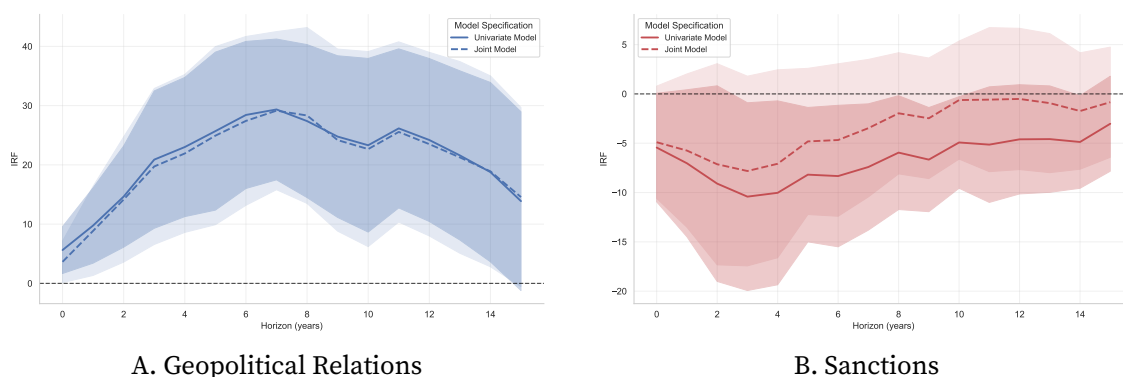 Model Specification
Univariate Model
Joint Model
40
30
20
10
0
IRF
0 2 4 6 8 10 12 14
Horizon (years)
A. Geopolitical Relations
Model Specification
Univariate Model
Joint Model
5
0
−5
−10
−15
−20
IRF
0 2 4 6 8 10 12 14
Horizon (years)
B. Sanctions